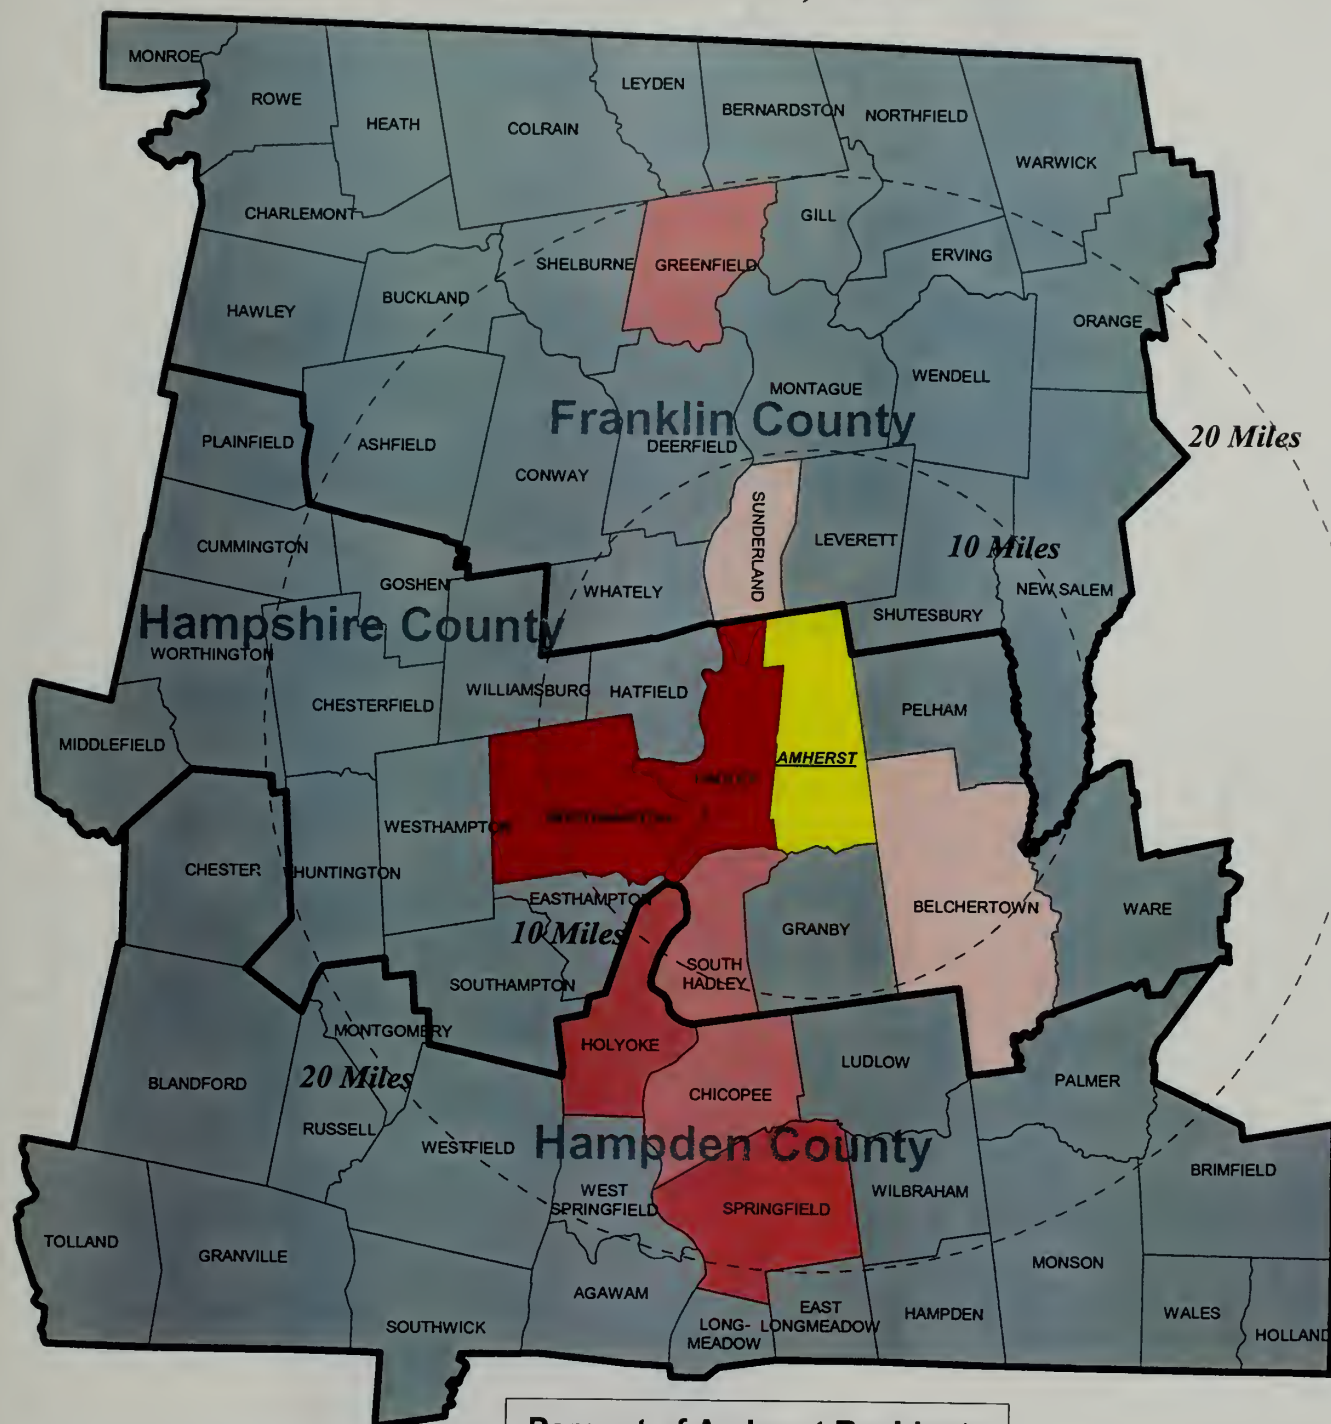 MONROE
ROWE
HEATH
COLRAIN
LEYDEN
BERNARDSTON
NORTHFIELD
WARWICK
CHARLEMONT
GILL
SHELBURNE
GREENFIELD
ERVING
HAWLEY
BUCKLAND
ORANGE
MONTAGUE
WENDELL
Franklin County
PLAINFIELD
ASHFIELD
DEERFIELD
20 Miles
CONWAY
SUNDERLAND
LEVERETT
10 Miles
CUMMINGTON
GOSHEN
WHATELY
NEW SALEM
SHUTESBURY
Hampshire County
WORTHINGTON
WILLIAMSBURG
HATFIELD
CHESTERFIELD
PELHAM
MIDDLEFIELD
AMHERST
HADLEY
WESTHAMPTON
NORTHAMPTON
CHESTER
HUNTINGTON
EASTHAMPTON
BELCHERTOWN
WARE
10 Miles
GRANBY
SOUTH
HADLEY
SOUTHAMPTON
MONTGOMERY
HOLYOKE
LUDLOW
20 Miles
BLANDFORD
CHICOPEE
PALMER
RUSSELL
WESTFIELD
Hampden County
BRIMFIELD
WEST
SPRINGFIELD
SPRINGFIELD
WILBRAHAM
TOLLAND
GRANVILLE
MONSON
AGAWAM
SOUTHWICK
LONG-
MEADOW
EAST
LONGMEADOW
HAMPDEN
WALES
HOLLAND